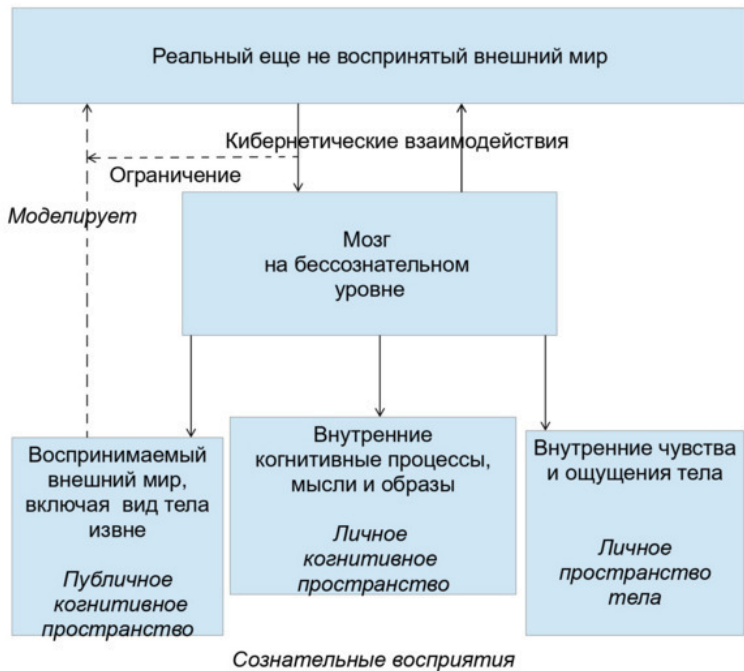 Реальный еще не воспринятый внешний мир
Кибернетические взаимодействия
Ограничение
Моделирует
Мозг
на бессознательном
уровне
Воспринимаемый
внешний мир,
включая вид тела
извне
Публичное
когнитивное
пространство
Внутренние
когнитивные процессы,
мысли и образы
Личное
когнитивное
пространство
Внутренние чувства
и ощущения тела
Личное
пространство
тела
Сознательные восприятия